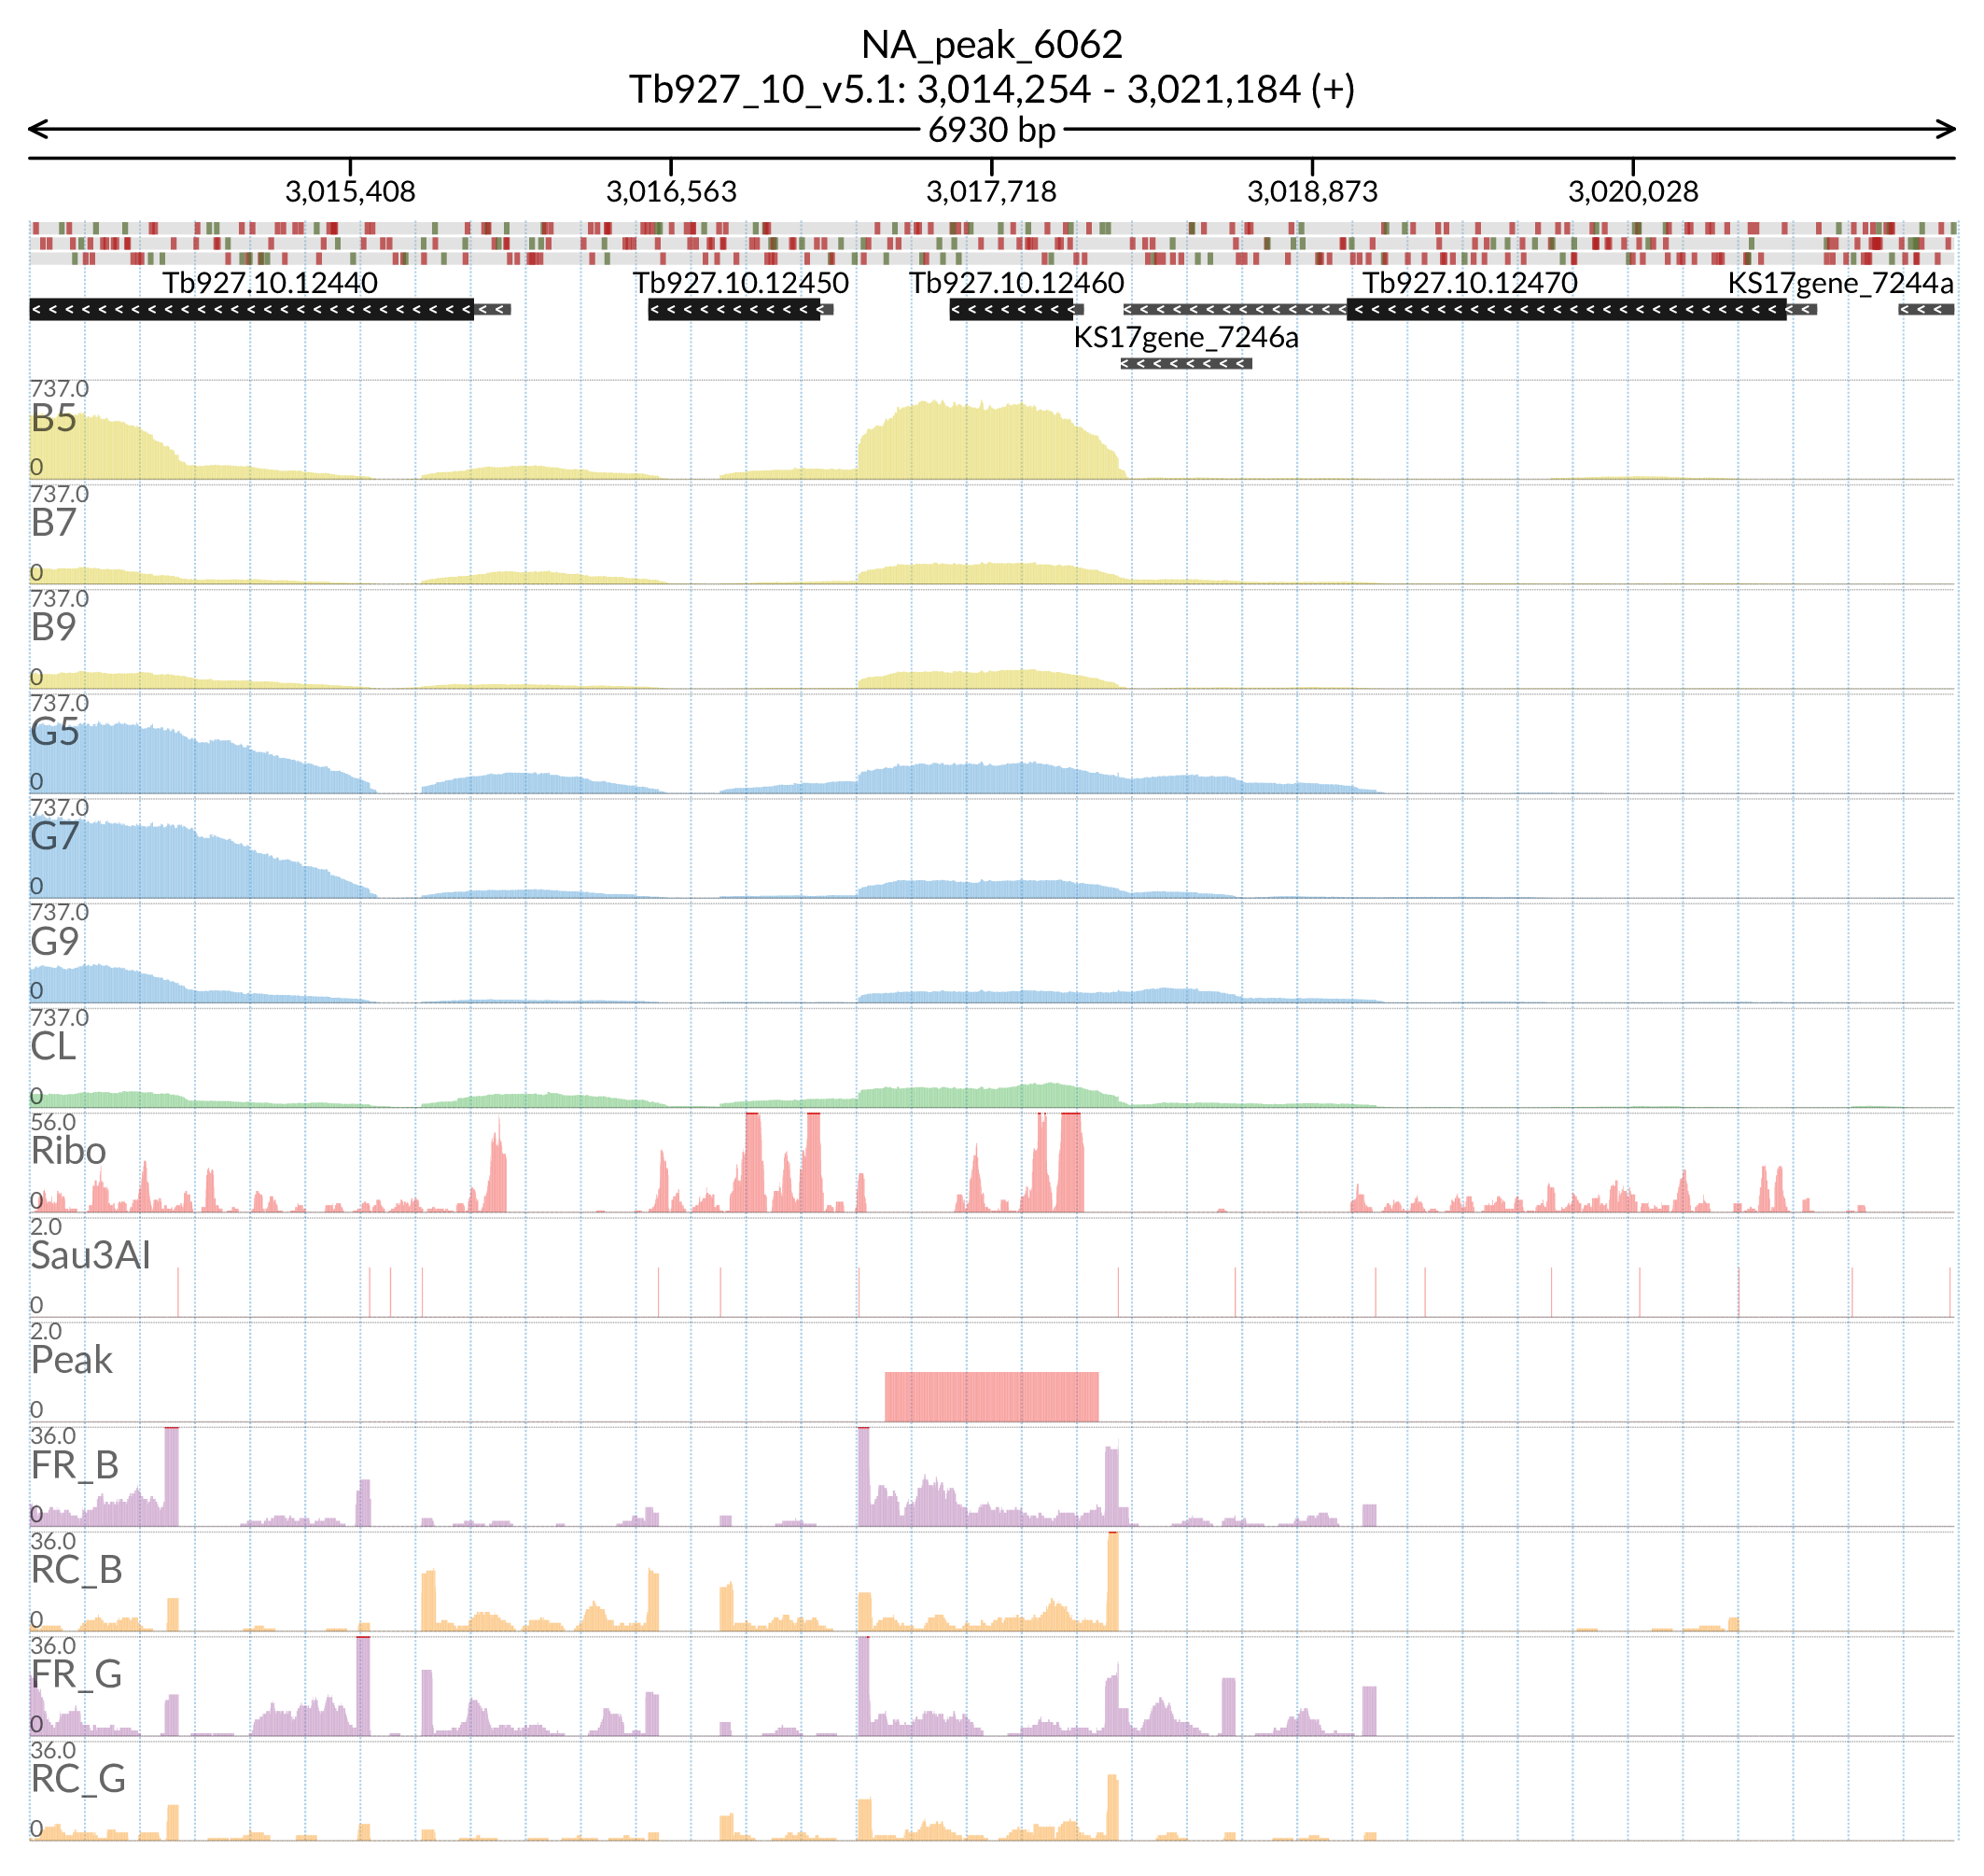 NA_peak_6062
Tb927_10_v5.1: 3,014,254 - 3,021,184 (+)
6930 bp
3,015,408 3,016,563 3,017,718 3,018,873 3,020,028
Tb927.10.12440 Tb927.10.12450 Tb927.10.12460 Tb927.10.12470 KS17gene_7244a
KS17gene_7246a
737.0
B5
0
737.0
B7
0
737.0
B9
0
737.0
G5
0
737.0
G7
0
737.0
G9
0
737.0
CL
0
56.0
Ribo
0
2.0
Sau3AI
0
2.0
Peak
0
36.0
FR_B
0
36.0
RC_B
0
36.0
FR_G
0
36.0
RC_G
0